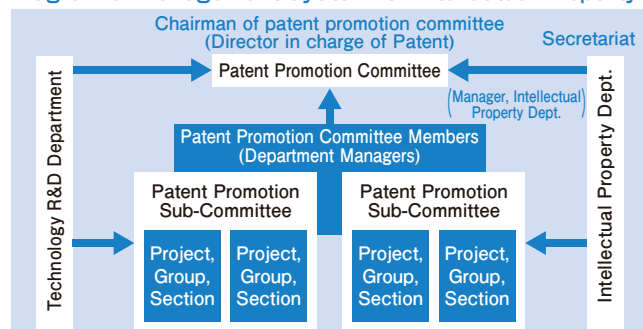 Chairman of patent promotion committee
(Director in charge of Patent)
Secretariat
Patent Promotion Committee
(Manager, Intellectual
Property Dept.)
Technology R&D Department
Intellectual Property Dept.
Patent Promotion Committee Members
(Department Managers)
Patent Promotion
Sub-Committee
Patent Promotion
Sub-Committee
Project,
Group,
Section
Project,
Group,
Section
Project,
Group,
Section
Project,
Group,
Section